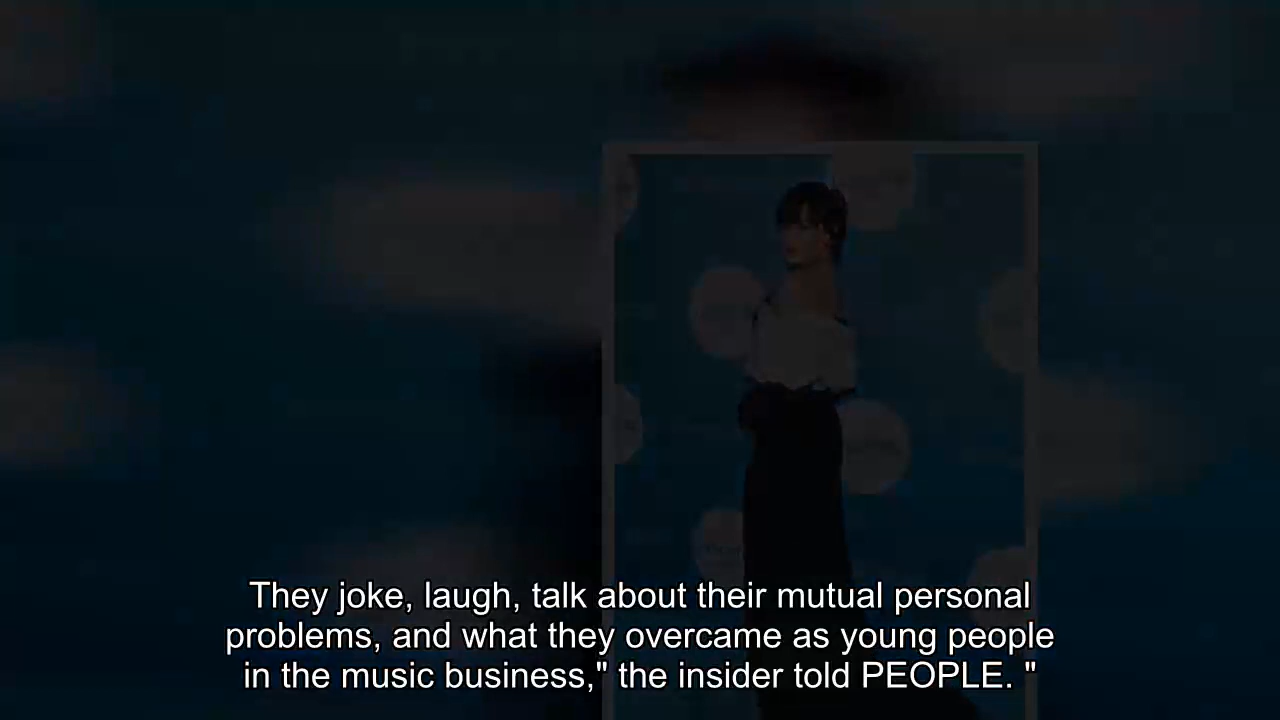 They joke, laugh, talk about their mutual personal
problems, and what they overcame as young people
in the music business," the insider told PEOPLE. "